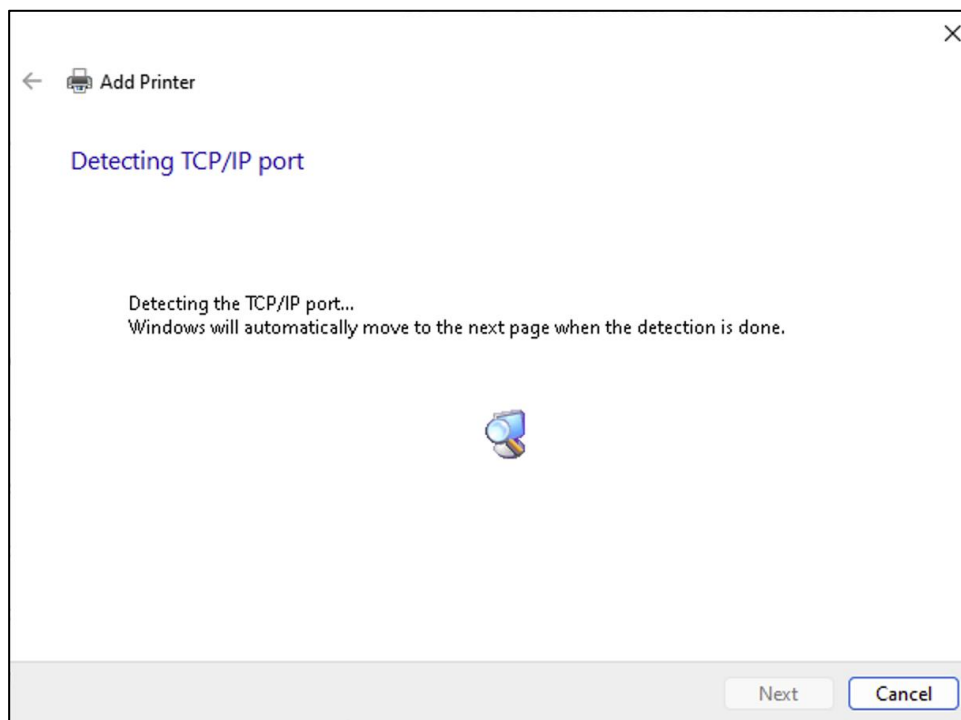 Add Printer
Detecting TCP/IP port
Detecting the TCP/IP port...
Windows will automatically move to the next page when the detection is done.
Next
Cancel